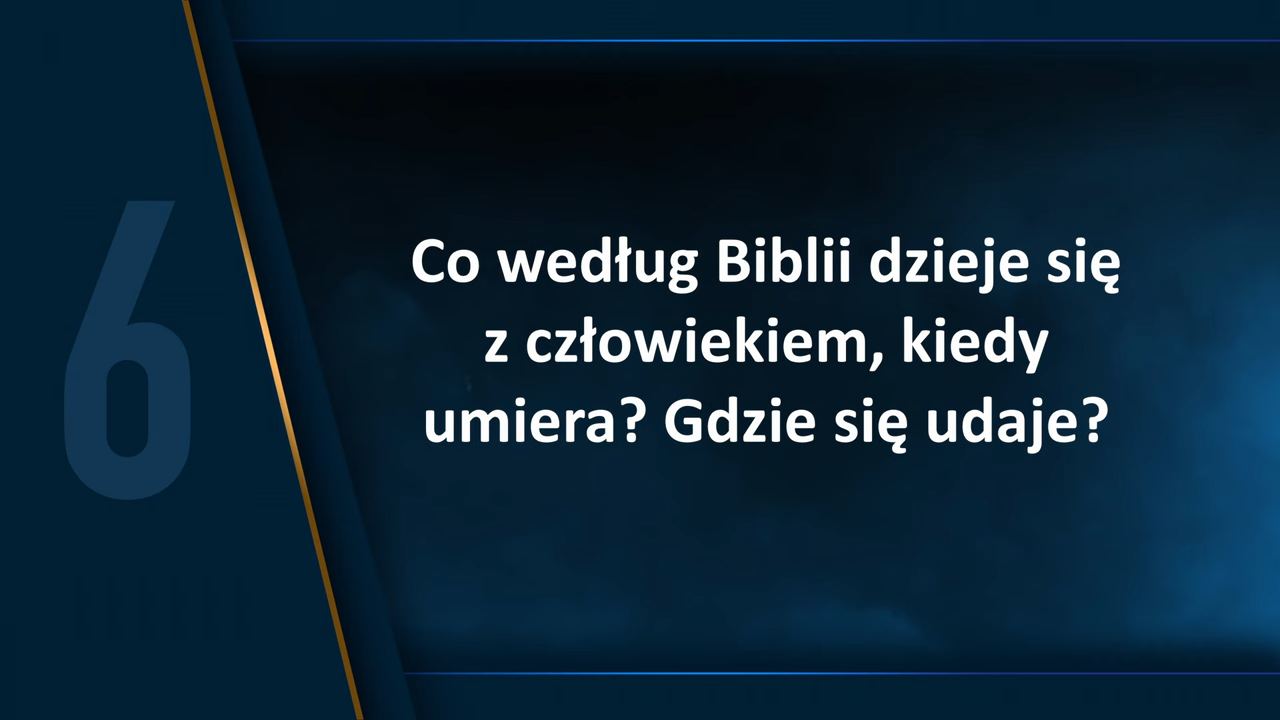 6
Co według Biblii dzieje się
z człowiekiem, kiedy
umiera? Gdzie się udaje?